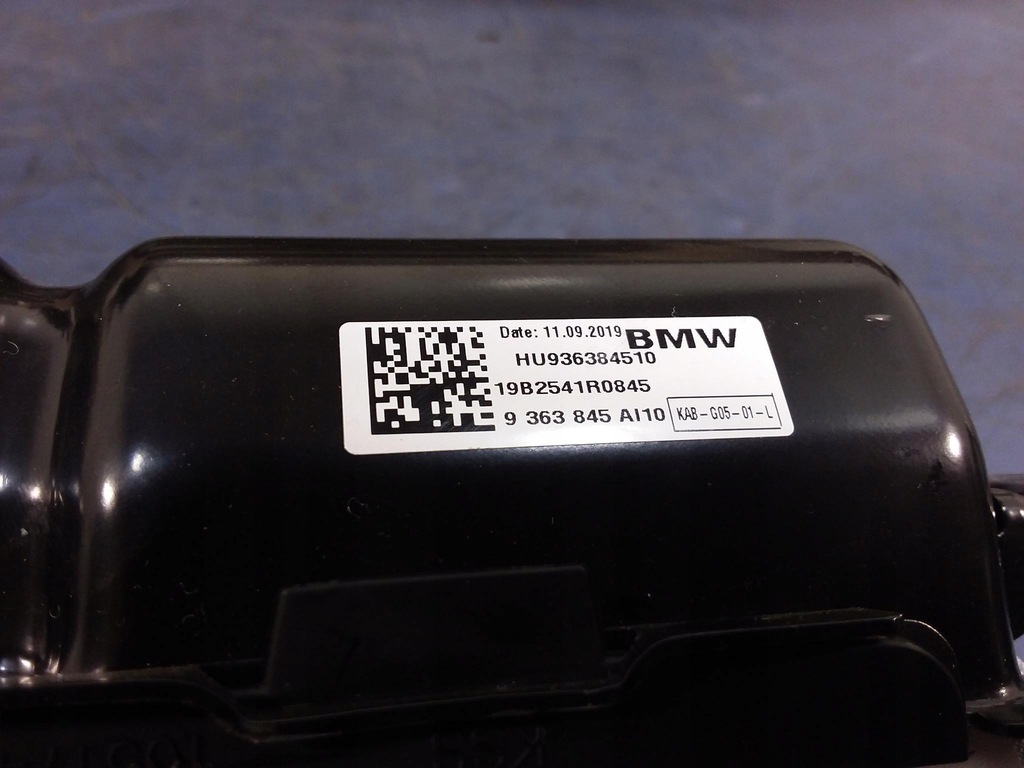 Date: 11.09.2019 BMW
HU936384510
19B2541R0845
9 363 845 AI10 KAB-G05-01-L